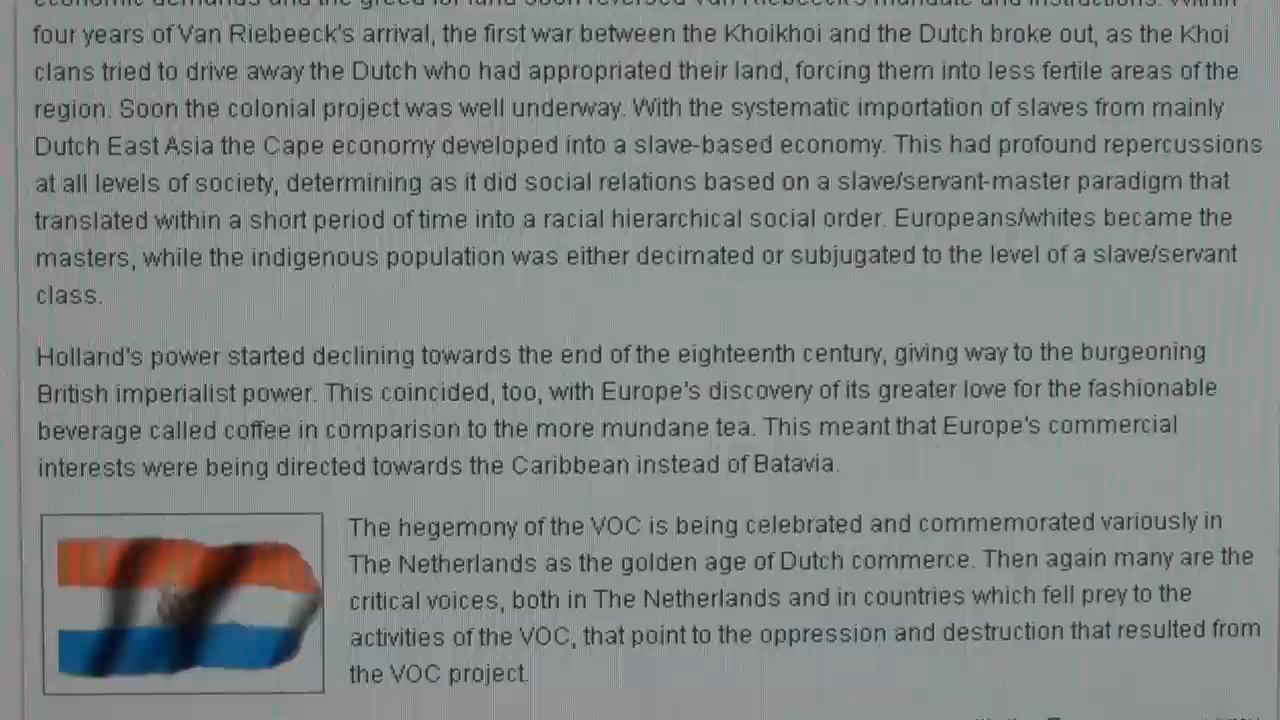 four years of Van Riebeeck's arrival, the first war between the Khoikhoi and the Dutch broke out, as the Khoi
clans tried to drive away the Dutch who had appropriated their land, forcing them into less fertile areas of the
region. Soon the colonial project was well underway. With the systematic importation of slaves from mainly
Dutch East Asia the Cape economy developed into a slave-based economy. This had profound repercussions
at all levels of society, determining as it did social relations based on a slave/servant-master paradigm that
translated within a short period of time into a racial hierarchical social order. Europeans/whites became the
masters, while the indigenous population was either decimated or subjugated to the level of a slave/servant
class.
Holland's power started declining towards the end of the eighteenth century, giving way to the burgeoning
British imperialist power. This coincided, too, with Europe's discovery of its greater love for the fashionable
beverage called coffee in comparison to the more mundane tea. This meant that Europe's commercial
interests were being directed towards the Caribbean instead of Batavia.
The hegemony of the VOC is being celebrated and commemorated variously in
The Netherlands as the golden age of Dutch commerce. Then again many are the
critical voices, both in The Netherlands and in countries which fell prey to the
activities of the VOC, that point to the oppression and destruction that resulted from
the VOC project.